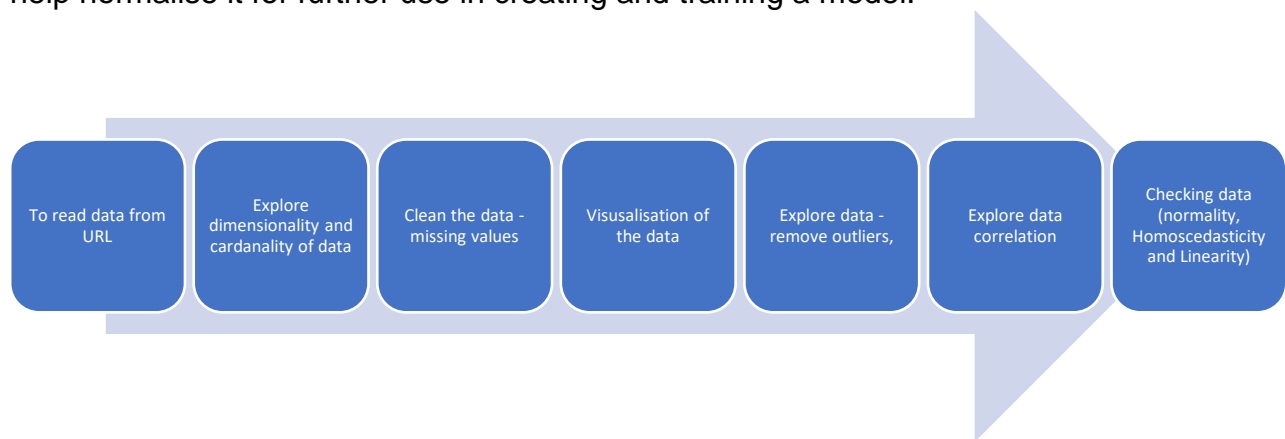 help normalise it for further use in creating and training a model.
To read data from
URL
Explore
dimensionality and
cardanality of data
Clean the data -
missing values
Visusalisation of
the data
Explore data -
remove outliers,
Explore data
correlation
Checking data
(normality,
Homoscedasticity
and Linearity)